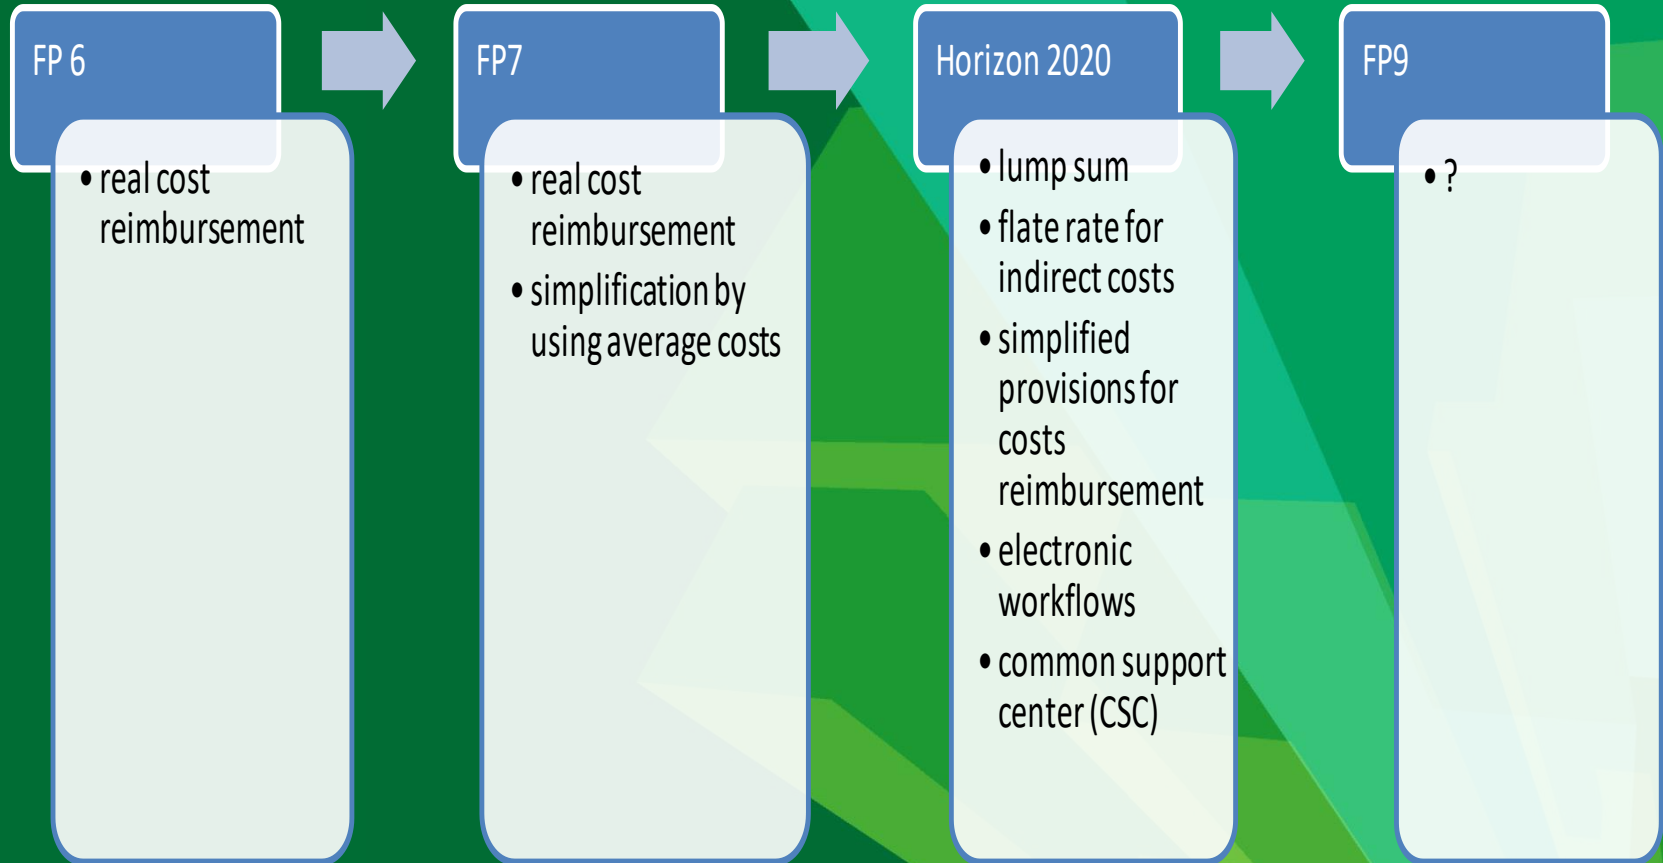 FP 6
• real cost
reimbursement
FP7
• real cost
reimbursement
• simplification by
using average costs
Horizon 2020
• lump sum
• flate rate for
indirect costs
• simplified
provisions for
costs
reimbursement
• electronic
workflows
• common support
center (CSC)
FP9
• ?